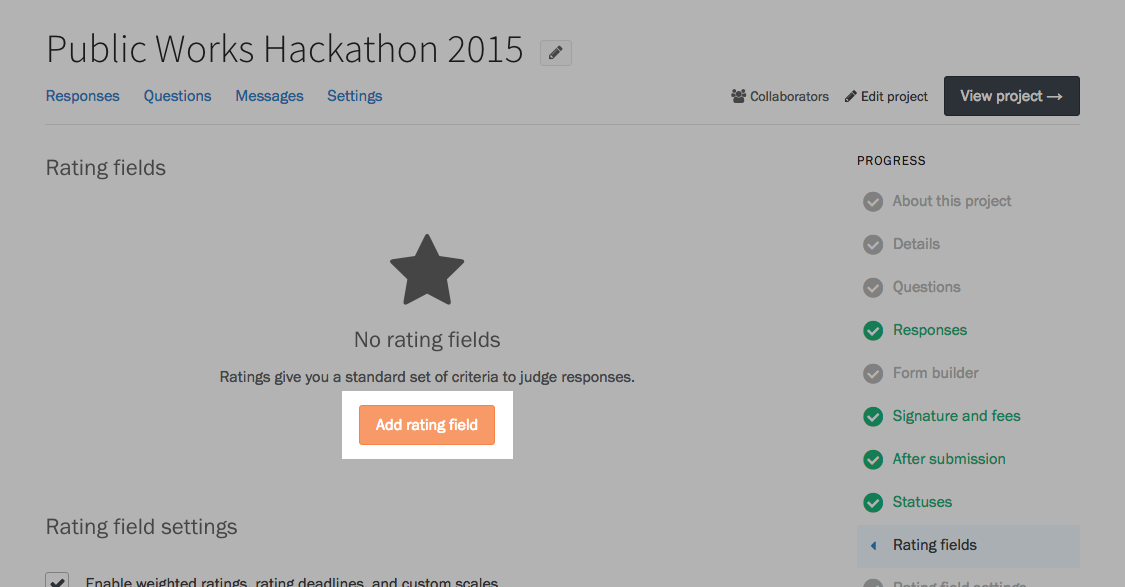 Public Works Hackathon 2015
Responses Questions Messages Settings Collaborators Edit project View project →
Rating fields
No rating fields
Ratings give you a standard set of criteria to judge responses.
Add rating field
Rating field settings
Enable weighted ratings, rating deadlines, and custom scales
PROGRESS
About this project
Details
Questions
Responses
Form builder
Signature and fees
After submission
Statuses
Rating fields
Rating field settings